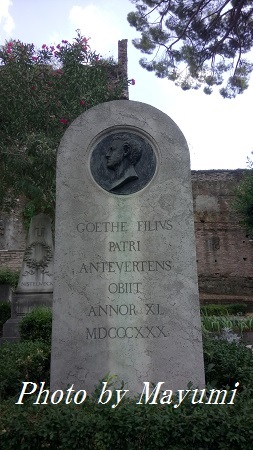 GOETHE FILIVS
PATRI
ANTEVERTENS
OBIIT
ANNOR XL
MDCCCXXX
Photo by Mayumi